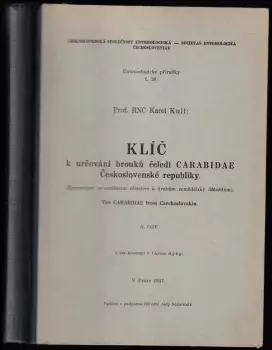 ČESKOSLOVENSKÁ SPOLEČNOST ENTOMOLOGICKÁ — SOCIETAS ENTOMOLOGICA
ČECHOSLOVENIAE
Entomologické příručky
č. 20
Prof. RNC Karel Kult:
KLÍČ
k určování brouků čeledi CARABIDAE
Československé republiky.
The CARABIDAE from Czechoslovakia
II. část.
V Praze 1947.